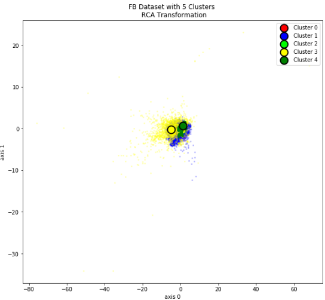 FB Dataset with 5 Clusters
RCA Transformation
Cluster 0
Cluster 1
Cluster 2
Cluster 3
Cluster 4
20
10
0
−10
−20
−30
axis 1
−80 −60 −40 −20 0 20 40 60
axis 0